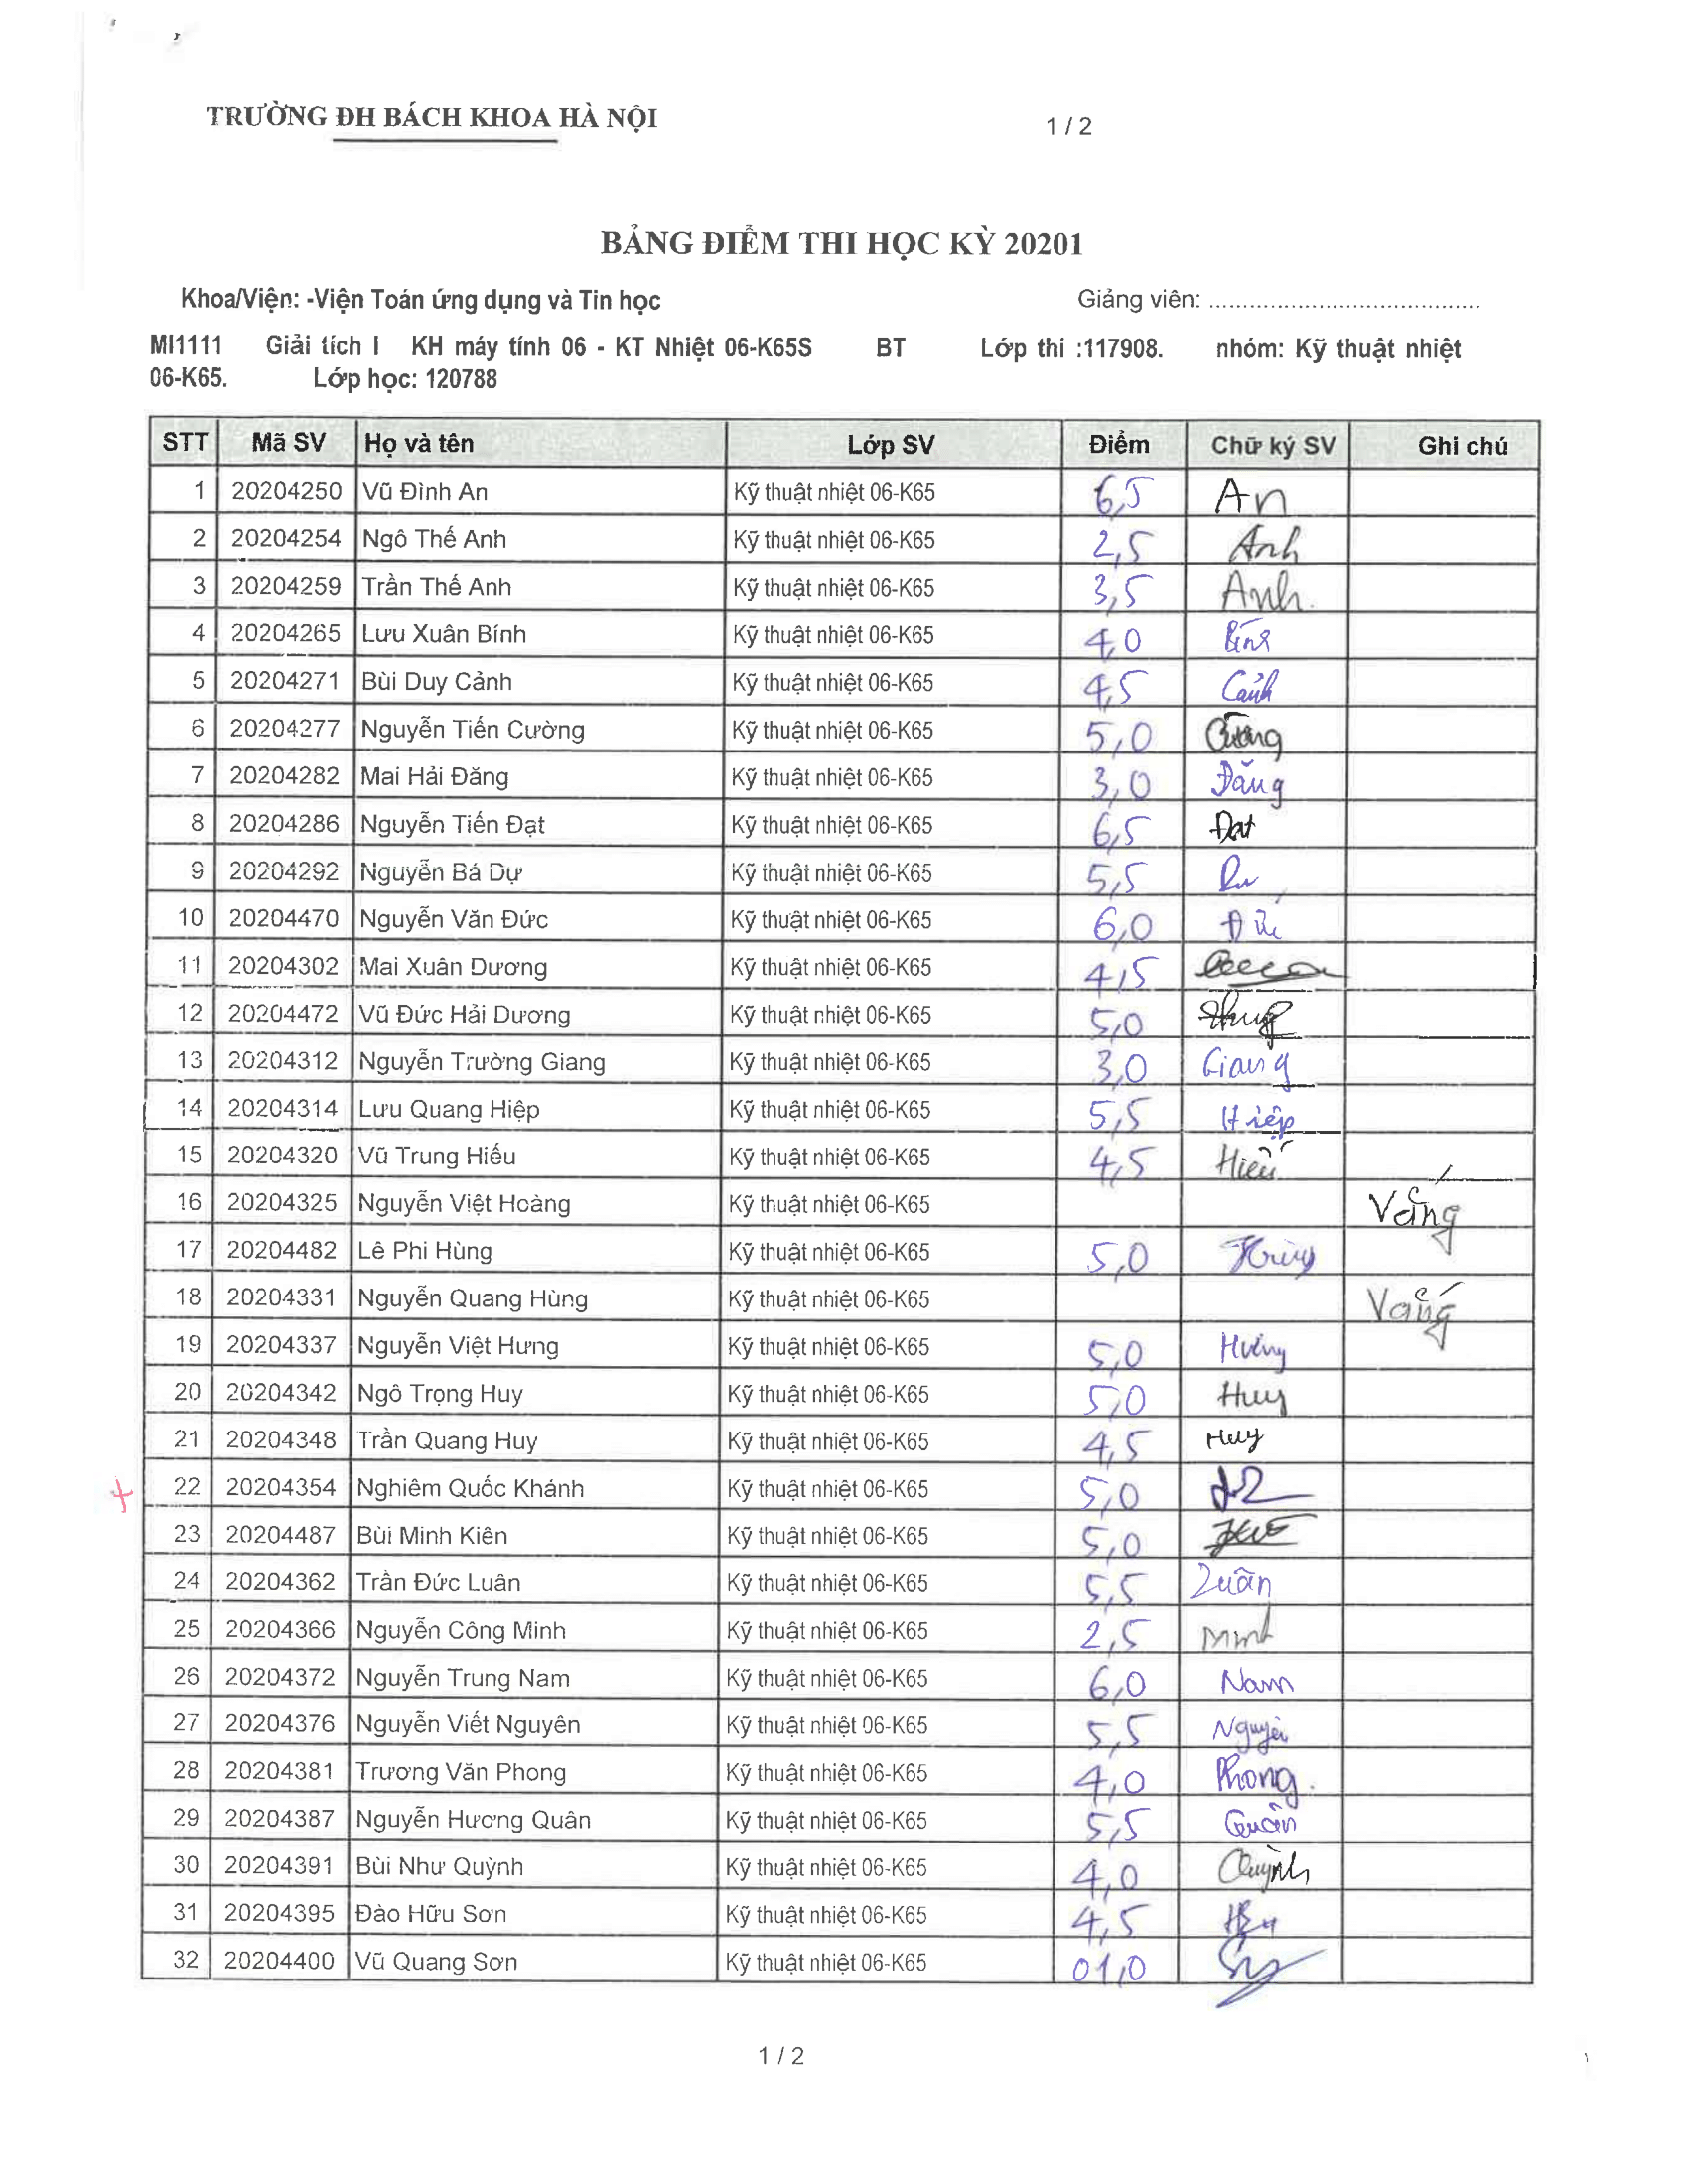 TRƯỜNG ĐH BÁCH KHOA HÀ NỘI 1 / 2
BẢNG ĐIỂM THI HỌC KỲ 20201
Khoa/Viện: -Viện Toán ứng dụng và Tin học Giảng viên: ........................................
MI1111 Giải tích I KH máy tính 06 - KT Nhiệt 06-K65S BT Lớp thi :117908. nhóm: Kỹ thuật nhiệt
06-K65. Lớp học: 120788
STT Mã SV Họ và tên Lớp SV Điểm Chữ ký SV Ghi chú
1 20204250 Vũ Đình An Kỹ thuật nhiệt 06-K65 6,5 An
2 20204254 Ngô Thế Anh Kỹ thuật nhiệt 06-K65 2,5 Anh
3 20204259 Trần Thế Anh Kỹ thuật nhiệt 06-K65 3,5 Anh
4 20204265 Lưu Xuân Bính Kỹ thuật nhiệt 06-K65 4,0
5 20204271 Bùi Duy Cảnh Kỹ thuật nhiệt 06-K65 4,5 Cảnh
6 20204277 Nguyễn Tiến Cường Kỹ thuật nhiệt 06-K65 5,0 Cường
7 20204282 Mai Hải Đăng Kỹ thuật nhiệt 06-K65 3,0 Đăng
8 20204286 Nguyễn Tiến Đạt Kỹ thuật nhiệt 06-K65 6,5 Đạt
9 20204292 Nguyễn Bá Dự Kỹ thuật nhiệt 06-K65 5,5
10 20204470 Nguyễn Văn Đức Kỹ thuật nhiệt 06-K65 6,0 Đức
11 20204302 Mai Xuân Dương Kỹ thuật nhiệt 06-K65 4,5
12 20204472 Vũ Đức Hải Dương Kỹ thuật nhiệt 06-K65 5,0
13 20204312 Nguyễn Trường Giang Kỹ thuật nhiệt 06-K65 3,0 Giang
14 20204314 Lưu Quang Hiệp Kỹ thuật nhiệt 06-K65 5,5 Hiệp
15 20204320 Vũ Trung Hiếu Kỹ thuật nhiệt 06-K65 4,5 Hiếu
16 20204325 Nguyễn Việt Hoàng Kỹ thuật nhiệt 06-K65 Vắng
17 20204482 Lê Phi Hùng Kỹ thuật nhiệt 06-K65 5,0 Hùng
18 20204331 Nguyễn Quang Hùng Kỹ thuật nhiệt 06-K65 Vắng
19 20204337 Nguyễn Việt Hưng Kỹ thuật nhiệt 06-K65 5,0 Hưng
20 20204342 Ngô Trọng Huy Kỹ thuật nhiệt 06-K65 5,0 Huy
21 20204348 Trần Quang Huy Kỹ thuật nhiệt 06-K65 4,5 Huy
22 20204354 Nghiêm Quốc Khánh Kỹ thuật nhiệt 06-K65 5,0
23 20204487 Bùi Minh Kiên Kỹ thuật nhiệt 06-K65 5,0
24 20204362 Trần Đức Luân Kỹ thuật nhiệt 06-K65 5,5 Luân
25 20204366 Nguyễn Công Minh Kỹ thuật nhiệt 06-K65 2,5 Minh
26 20204372 Nguyễn Trung Nam Kỹ thuật nhiệt 06-K65 6,0 Nam
27 20204376 Nguyễn Viết Nguyên Kỹ thuật nhiệt 06-K65 5,5 Nguyên
28 20204381 Trương Văn Phong Kỹ thuật nhiệt 06-K65 4,0 Phong
29 20204387 Nguyễn Hương Quân Kỹ thuật nhiệt 06-K65 5,5 Quân
30 20204391 Bùi Như Quỳnh Kỹ thuật nhiệt 06-K65 4,0 Quỳnh
31 20204395 Đào Hữu Sơn Kỹ thuật nhiệt 06-K65 4,5
32 20204400 Vũ Quang Sơn Kỹ thuật nhiệt 06-K65 01,0
1 / 2